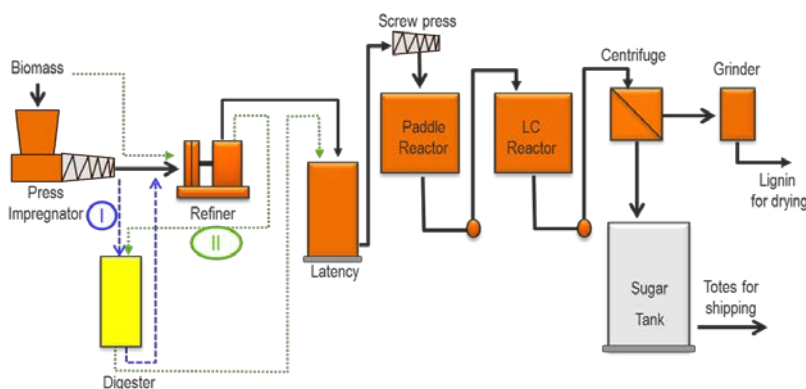 Screw press
Biomass
Centrifuge
Grinder
Paddle
Reactor
LC
Reactor
Press
Impregnator
I
Refiner
II
Latency
Lignin
for drying
Sugar
Tank
Totes for
shipping
Digester